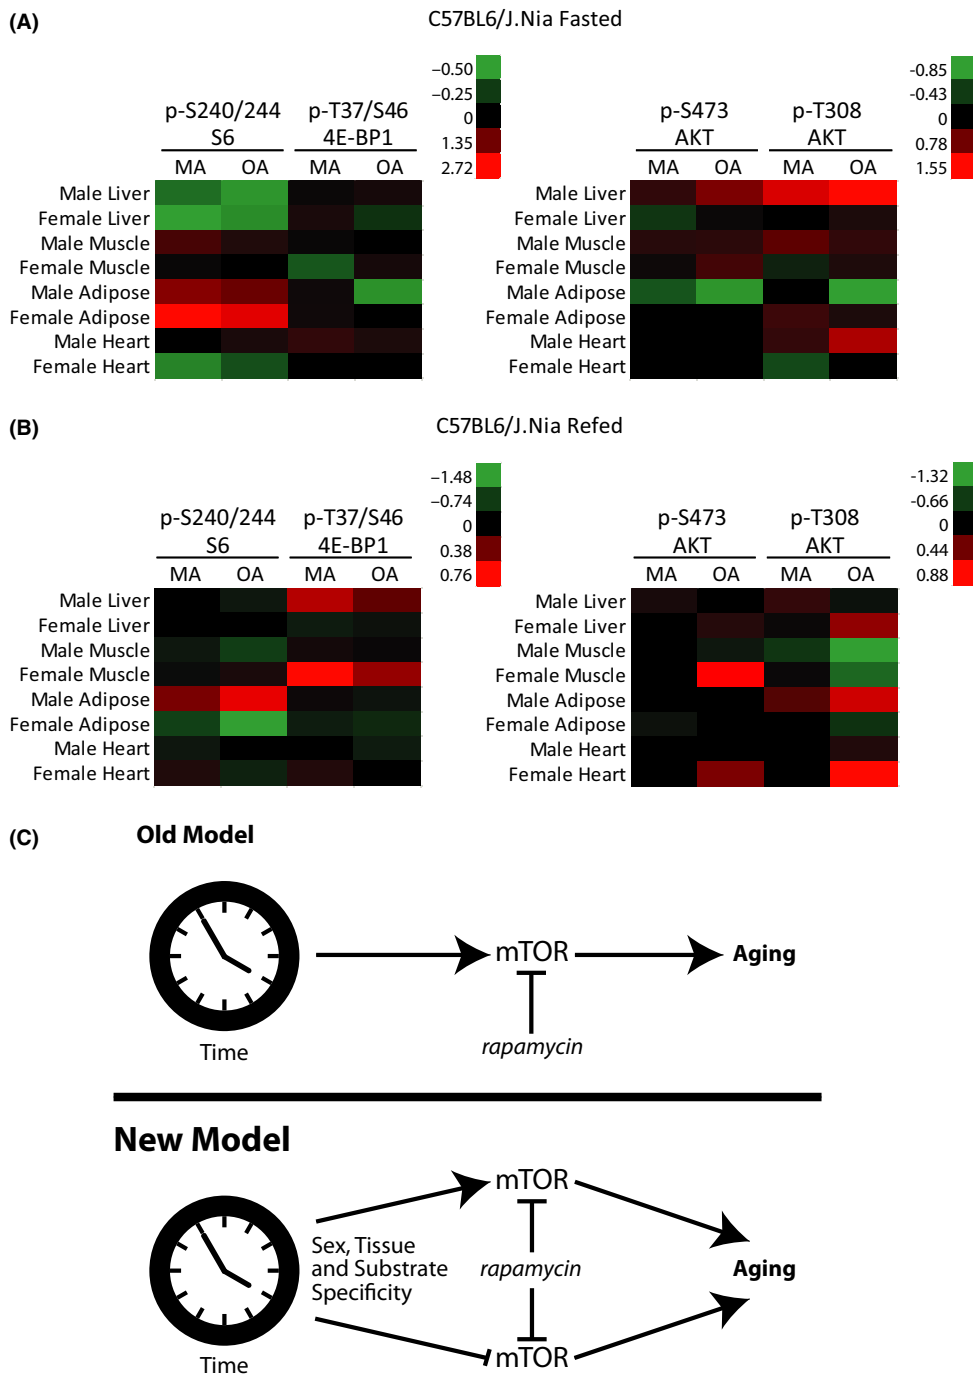 (A)
C57BL6/J.Nia Fasted
p-S240/244
S6
p-T37/S46
4E-BP1
MA OA MA OA
−0.50
−0.25
0
1.35
2.72
p-S473
AKT
p-T308
AKT
MA OA MA OA
-0.85
-0.43
0
0.78
1.55
Male Liver
Female Liver
Male Muscle
Female Muscle
Male Adipose
Female Adipose
Male Heart
Female Heart
Male Liver
Female Liver
Male Muscle
Female Muscle
Male Adipose
Female Adipose
Male Heart
Female Heart
(B)
C57BL6/J.Nia Refed
p-S240/244
S6
p-T37/S46
4E-BP1
MA OA MA OA
−1.48
−0.74
0
0.38
0.76
p-S473
AKT
p-T308
AKT
MA OA MA OA
-1.32
-0.66
0
0.44
0.88
Male Liver
Female Liver
Male Muscle
Female Muscle
Male Adipose
Female Adipose
Male Heart
Female Heart
Male Liver
Female Liver
Male Muscle
Female Muscle
Male Adipose
Female Adipose
Male Heart
Female Heart
(C)
Old Model
mTOR
Aging
rapamycin
Time
New Model
mTOR
Sex, Tissue
and Substrate
Specificity
rapamycin
Aging
mTOR
Time